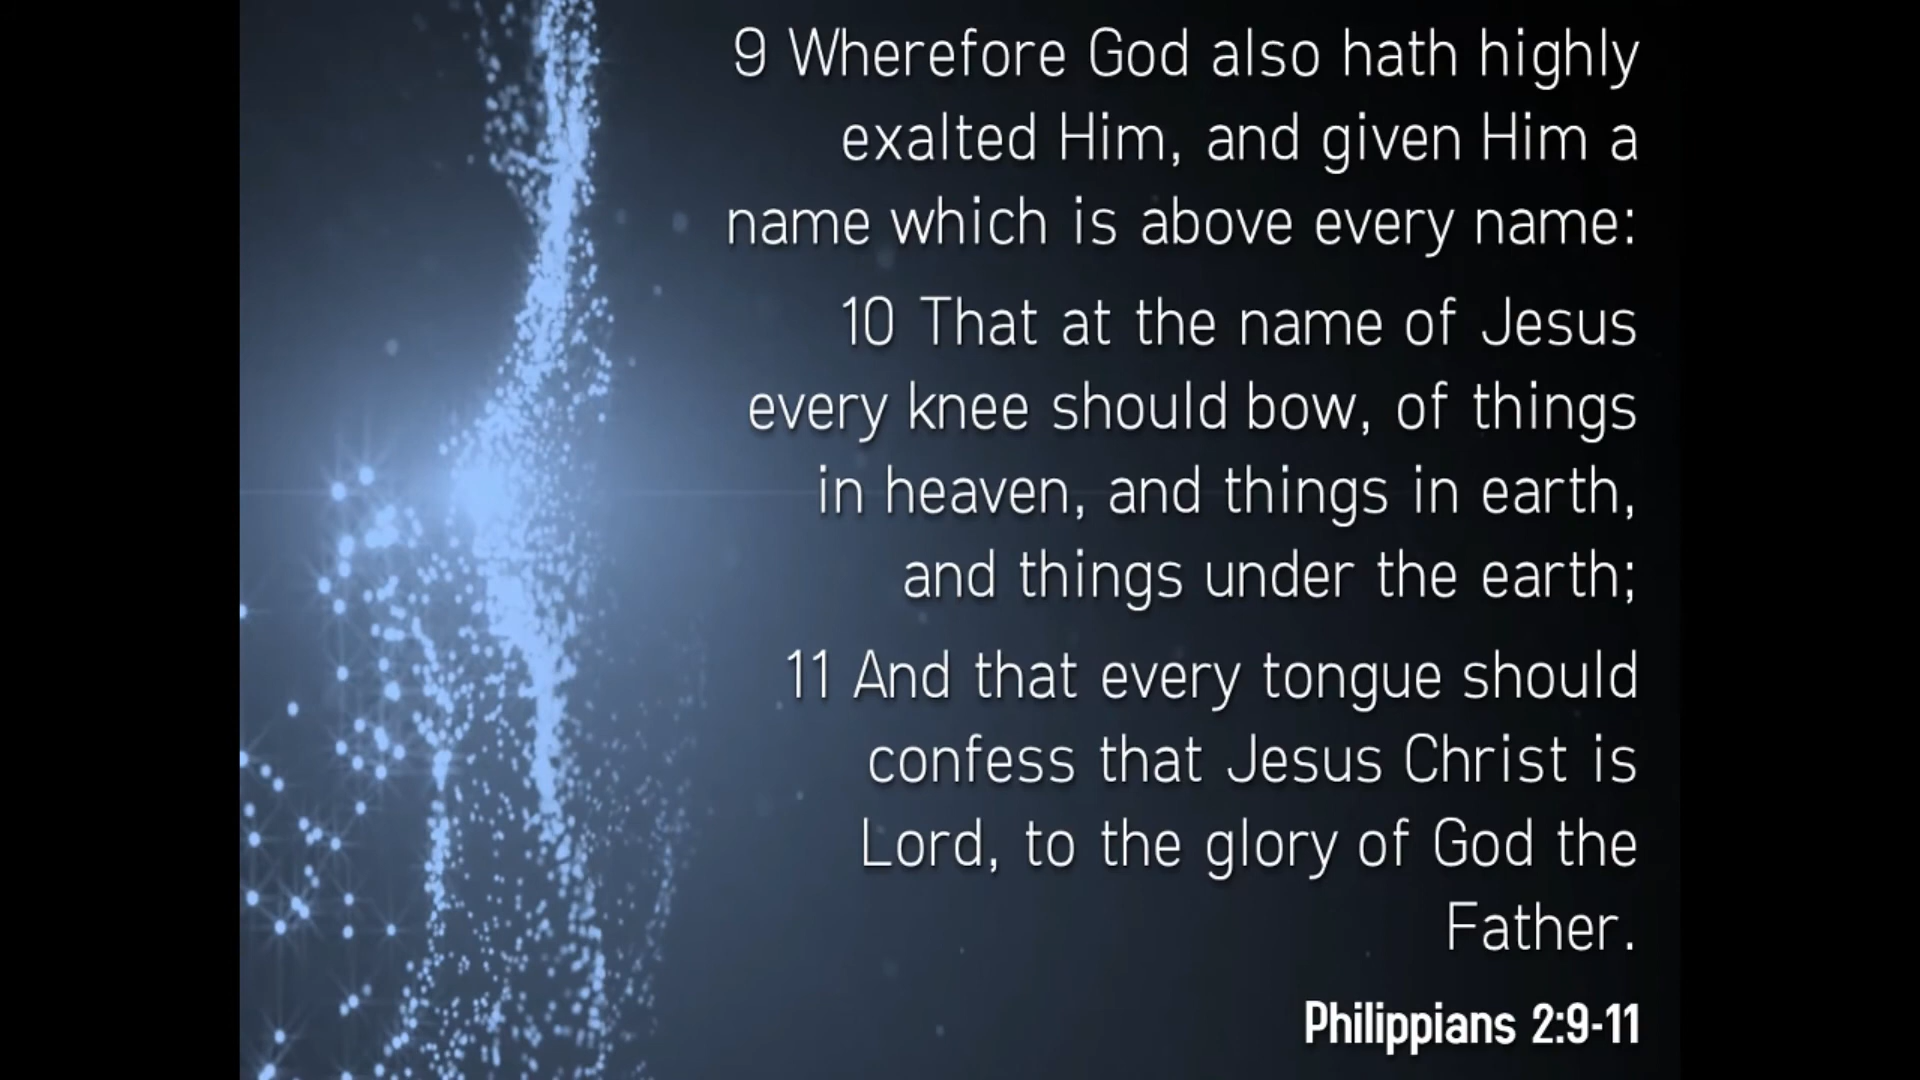 9 Wherefore God also hath highly
exalted Him, and given Him a
name which is above every name:
10 That at the name of Jesus
every knee should bow, of things
in heaven, and things in earth,
and things under the earth;
11 And that every tongue should
confess that Jesus Christ is
Lord, to the glory of God the
Father.
Philippians 2:9-11